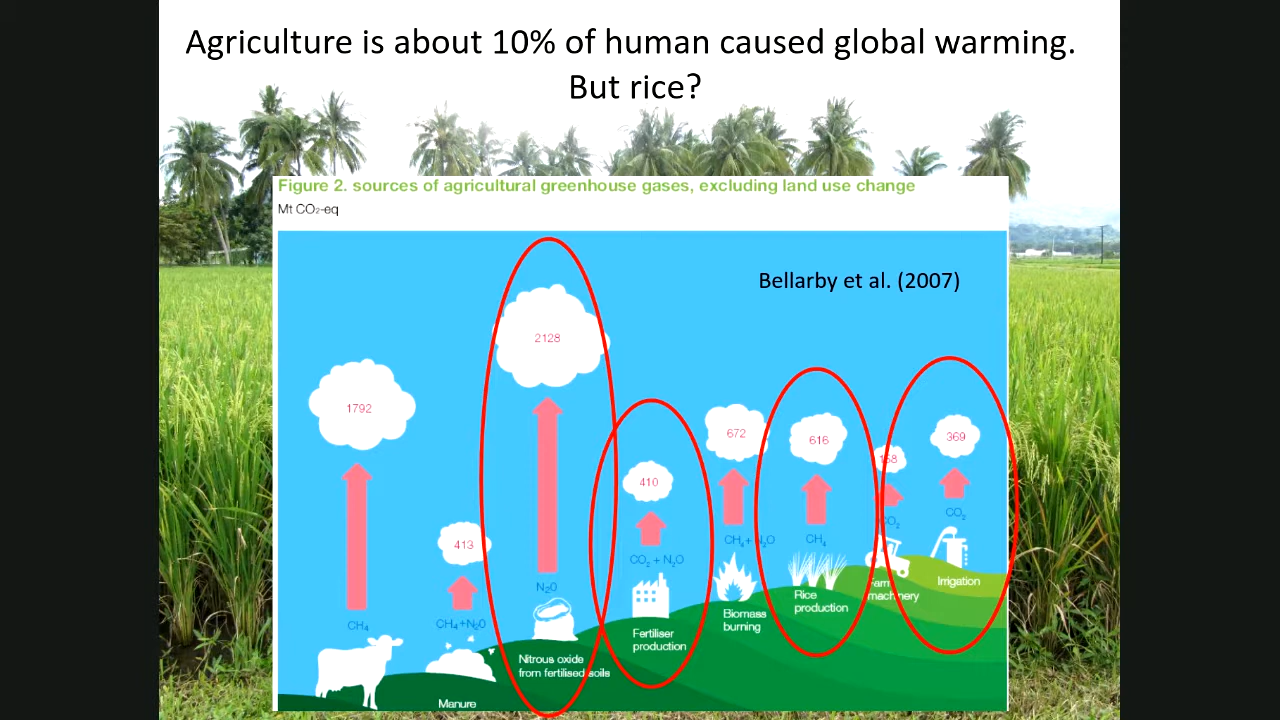 Agriculture is about 10% of human caused global warming.
But rice?
Figure 2. sources of agricultural greenhouse gases, excluding land use change
Mt CO₂-eq
Bellarby et al. (2007)
2128
1792
672
616
369
168
410
413
CO₂
CO₂
CH₄
CH₄+ N₂O
CO₂ + N₂O
N₂0
CH₄
CH₄+N₂0
Irrigation
Farm
machinery
Rice
production
Biomass
burning
Fertiliser
production
Nitrous oxide
from fertilised soils
Manure